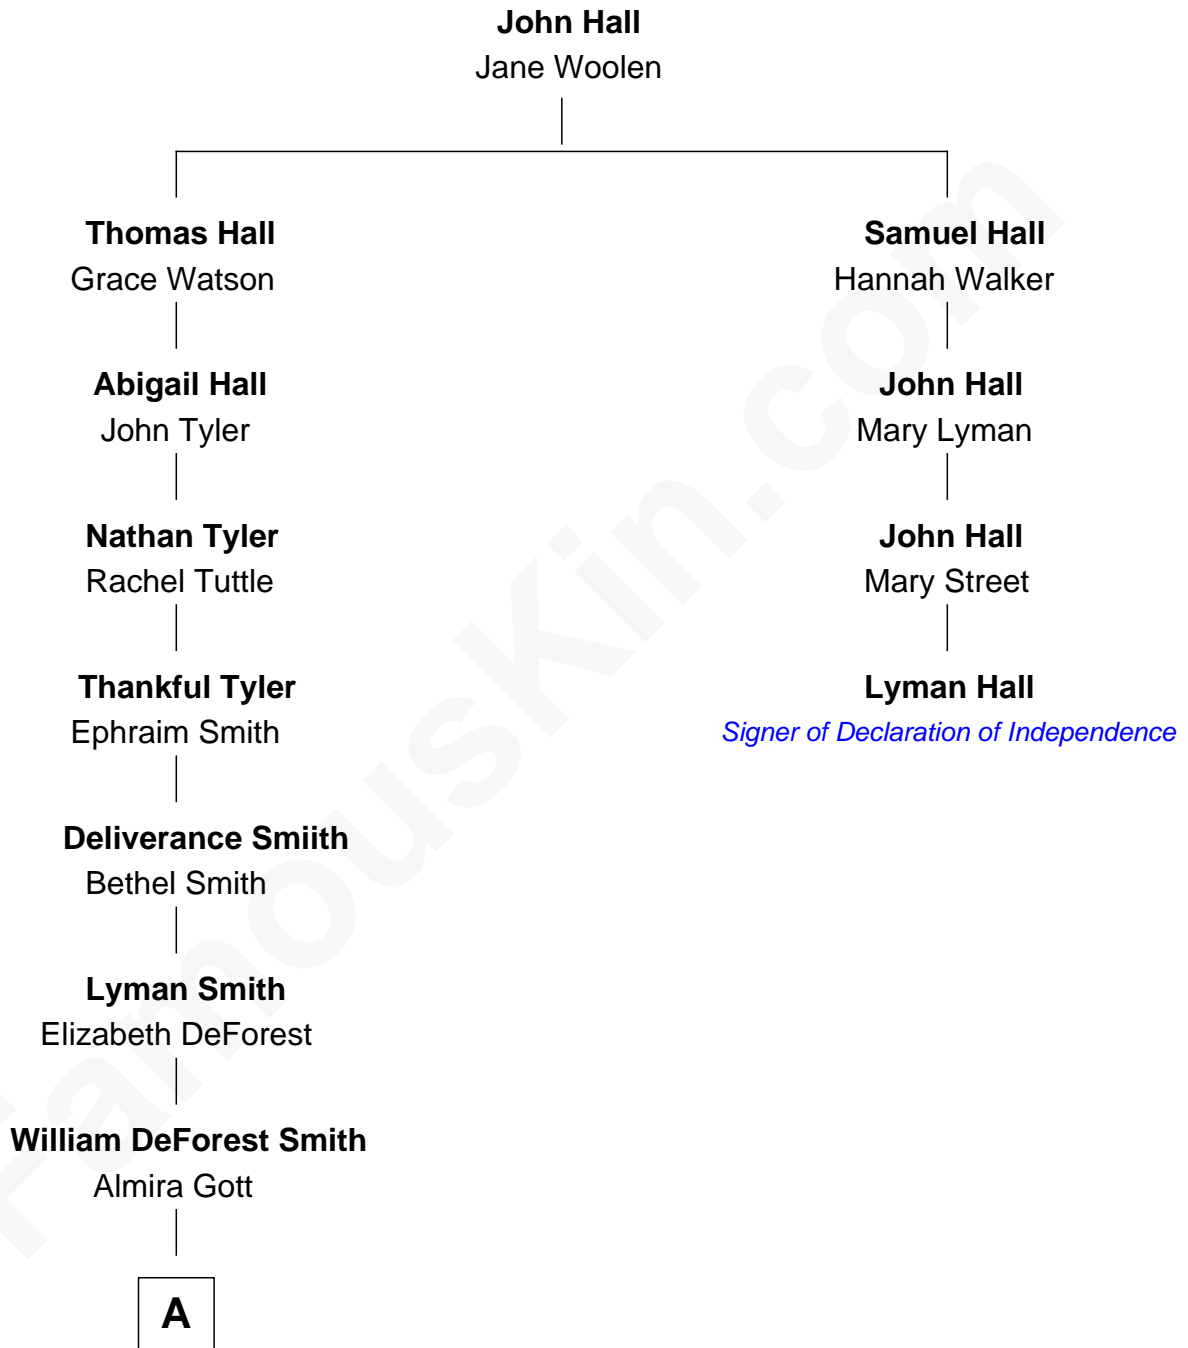 John Hall
Jane Woolen
Thomas Hall
Grace Watson
Samuel Hall
Hannah Walker
Abigail Hall
John Tyler
John Hall
Mary Lyman
Nathan Tyler
Rachel Tuttle
John Hall
Mary Street
Thankful Tyler
Ephraim Smith
Lyman Hall
Signer of Declaration of Independence
Deliverance Smiith
Bethel Smith
Lyman Smith
Elizabeth DeForest
William DeForest Smith
Almira Gott
A
FamousKin.com